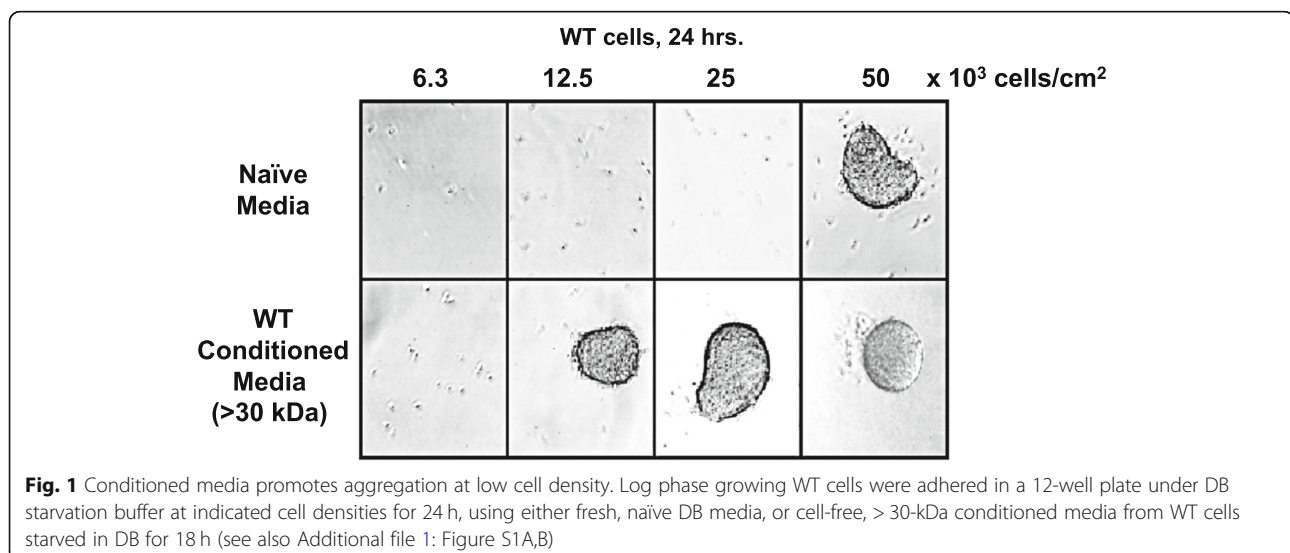 WT cells, 24 hrs.
6.3 12.5 25 50 x 10³ cells/cm²
Naïve
Media
WT
Conditioned
Media
(>30 kDa)
Fig. 1 Conditioned media promotes aggregation at low cell density. Log phase growing WT cells were adhered in a 12-well plate under DB
starvation buffer at indicated cell densities for 24 h, using either fresh, naïve DB media, or cell-free, > 30-kDa conditioned media from WT cells
starved in DB for 18 h (see also Additional file 1: Figure S1A,B)